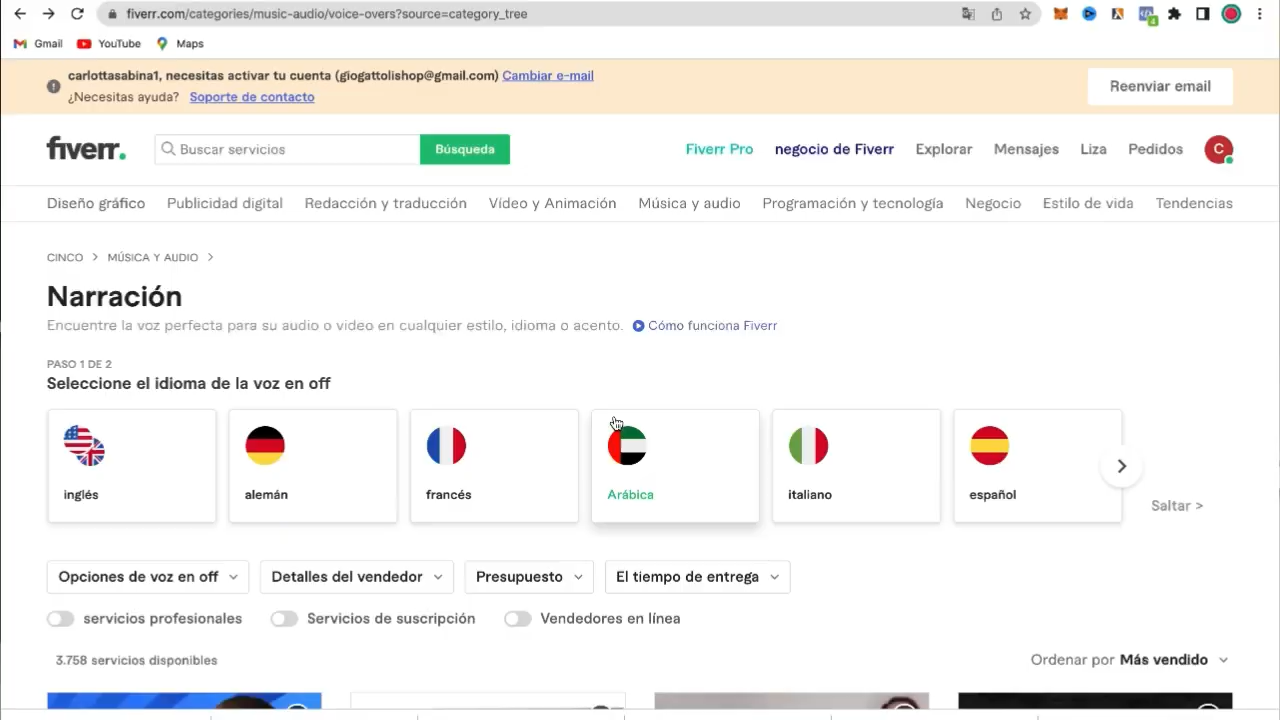 fiverr.com/categories/music-audio/voice-overs?source=category_tree
4
Gmail YouTube Maps
carlottasabina1, necesitas activar tu cuenta (giogattolishop@gmail.com) Cambiar e-mail
¿Necesitas ayuda? Soporte de contacto
Reenviar email
fiverr. Buscar servicios Búsqueda Fiverr Pro negocio de Fiverr Explorar Mensajes Liza Pedidos C
Diseño gráfico Publicidad digital Redacción y traducción Vídeo y Animación Música y audio Programación y tecnología Negocio Estilo de vida Tendencias
CINCO > MÚSICA Y AUDIO >
Narración
Encuentre la voz perfecta para su audio o video en cualquier estilo, idioma o acento. Cómo funciona Fiverr
PASO 1 DE 2
Seleccione el idioma de la voz en off
inglés alemán francés Arábica italiano español
Saltar >
Opciones de voz en off Detalles del vendedor Presupuesto El tiempo de entrega
servicios profesionales Servicios de suscripción Vendedores en línea
3.758 servicios disponibles Ordenar por Más vendido